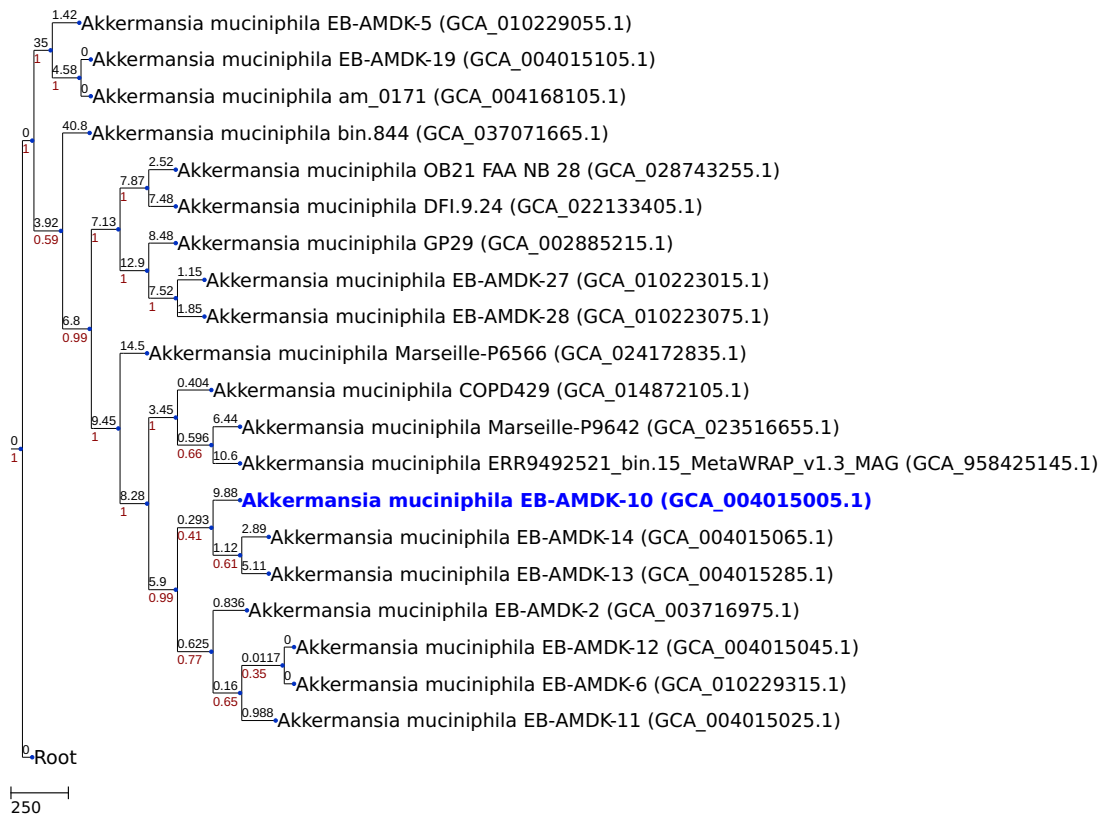 1.42 Akkermansia muciniphila EB-AMDK-5 (GCA_010229055.1)
35
1
0 Akkermansia muciniphila EB-AMDK-19 (GCA_004015105.1)
4.58
1
0 Akkermansia muciniphila am_0171 (GCA_004168105.1)
0
1
40.8 Akkermansia muciniphila bin.844 (GCA_037071665.1)
2.52 Akkermansia muciniphila OB21 FAA NB 28 (GCA_028743255.1)
7.87
1
7.48 Akkermansia muciniphila DFI.9.24 (GCA_022133405.1)
3.92
0.59
7.13
1
8.48 Akkermansia muciniphila GP29 (GCA_002885215.1)
12.9
1
1.15 Akkermansia muciniphila EB-AMDK-27 (GCA_010223015.1)
7.52
1
1.85 Akkermansia muciniphila EB-AMDK-28 (GCA_010223075.1)
6.8
0.99
14.5 Akkermansia muciniphila Marseille-P6566 (GCA_024172835.1)
0.404 Akkermansia muciniphila COPD429 (GCA_014872105.1)
3.45
1
9.45
1
6.44 Akkermansia muciniphila Marseille-P9642 (GCA_023516655.1)
0.596
0.66
0
1
10.6 Akkermansia muciniphila ERR9492521_bin.15_MetaWRAP_v1.3_MAG (GCA_958425145.1)
8.28
1
9.88 Akkermansia muciniphila EB-AMDK-10 (GCA_004015005.1)
0.293
0.41
2.89 Akkermansia muciniphila EB-AMDK-14 (GCA_004015065.1)
1.12
0.61
5.11 Akkermansia muciniphila EB-AMDK-13 (GCA_004015285.1)
5.9
0.99
0.836 Akkermansia muciniphila EB-AMDK-2 (GCA_003716975.1)
0.625
0.77
0 Akkermansia muciniphila EB-AMDK-12 (GCA_004015045.1)
0.0117
0.35
0 Akkermansia muciniphila EB-AMDK-6 (GCA_010229315.1)
0.16
0.65
0.988 Akkermansia muciniphila EB-AMDK-11 (GCA_004015025.1)
0 Root
250